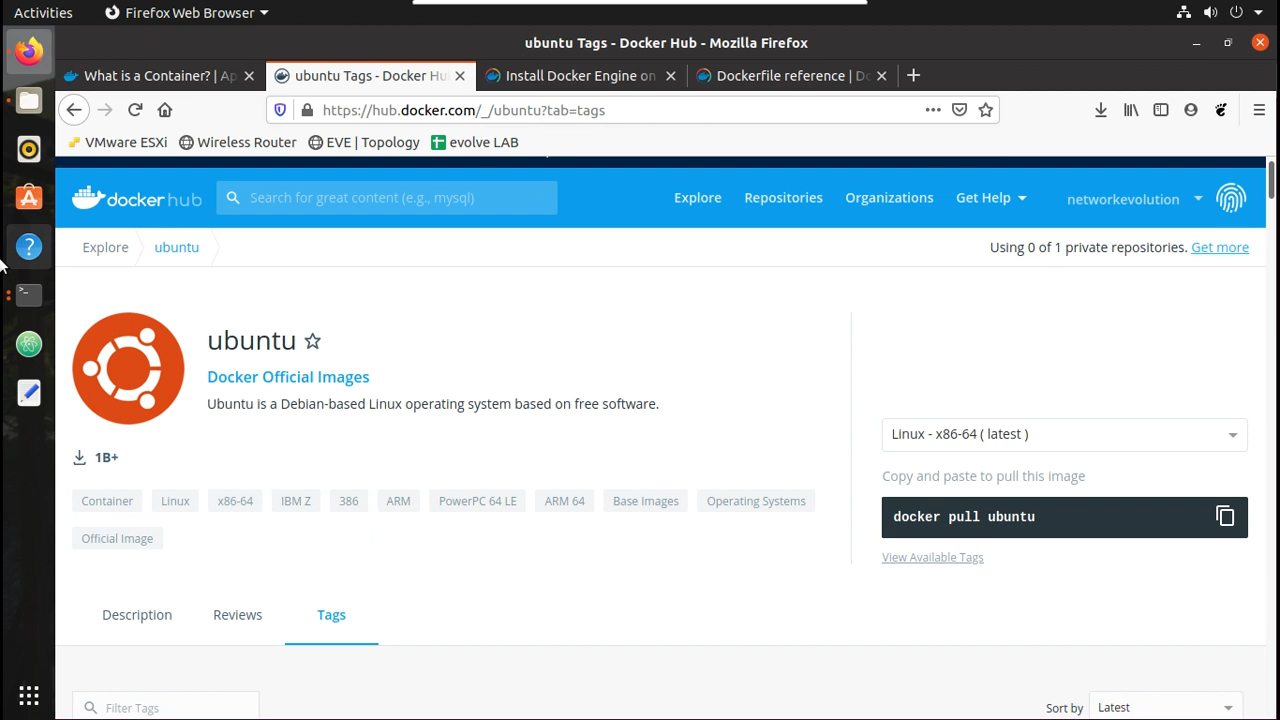 Activities Firefox Web Browser
ubuntu Tags - Docker Hub - Mozilla Firefox
What is a Container? | Ap ubuntu Tags - Docker Hu Install Docker Engine on Dockerfile reference | Do
https://hub.docker.com/_/ubuntu?tab=tags
VMware ESXi Wireless Router EVE | Topology evolve LAB
dockerhub Search for great content (e.g., mysql) Explore Repositories Organizations Get Help networkevolution
Explore ubuntu Using 0 of 1 private repositories. Get more
ubuntu
Docker Official Images
Ubuntu is a Debian-based Linux operating system based on free software.
Linux - x86-64 ( latest )
1B+
Copy and paste to pull this image
Container Linux x86-64 IBM Z 386 ARM PowerPC 64 LE ARM 64 Base Images Operating Systems
docker pull ubuntu
Official Image
View Available Tags
Description Reviews Tags
Filter Tags Sort by Latest